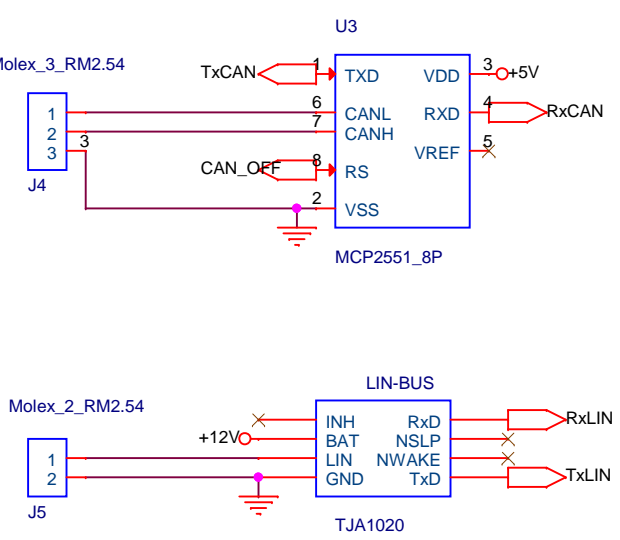 U3
Molex_3_RM2.54
TxCAN 1 TXD VDD 3 +5V
1 6 CANL RXD 4 RxCAN
2 7 CANH
3 3 VREF 5
CAN_OFF 8 RS
J4
2 VSS
MCP2551_8P
LIN-BUS
Molex_2_RM2.54
INH RxD RxLIN
+12V BAT NSLP
1 LIN NWAKE
2 GND TxD TxLIN
J5
TJA1020